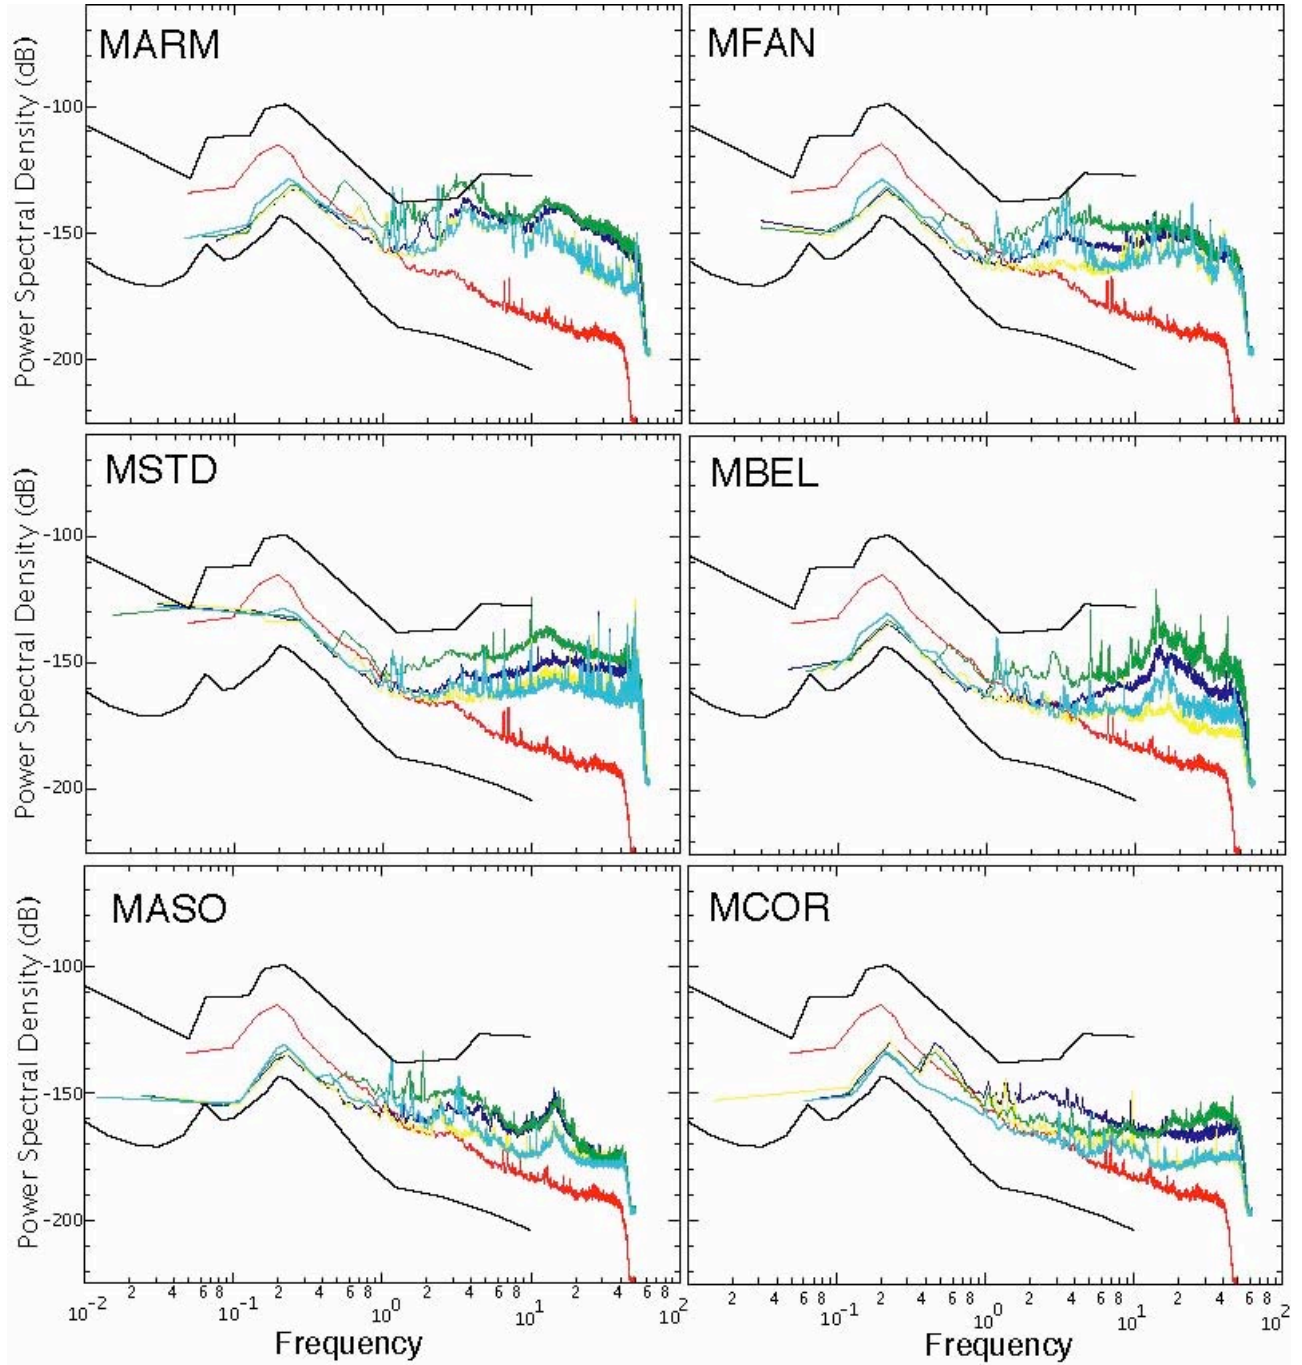 MARM
MFAN
Power Spectral Density (dB)
-100
-150
-200
MSTD
MBEL
Power Spectral Density (dB)
-100
-150
-200
MASO
MCOR
Power Spectral Density (dB)
-100
-150
-200
10-2 2 4 6 8 10-1 2 4 6 8 100 2 4 6 8 101 2 4 6 8 102
2 4 6 8 10-1 2 4 6 8 100 2 4 6 8 101 2 4 6 8 102
Frequency
Frequency